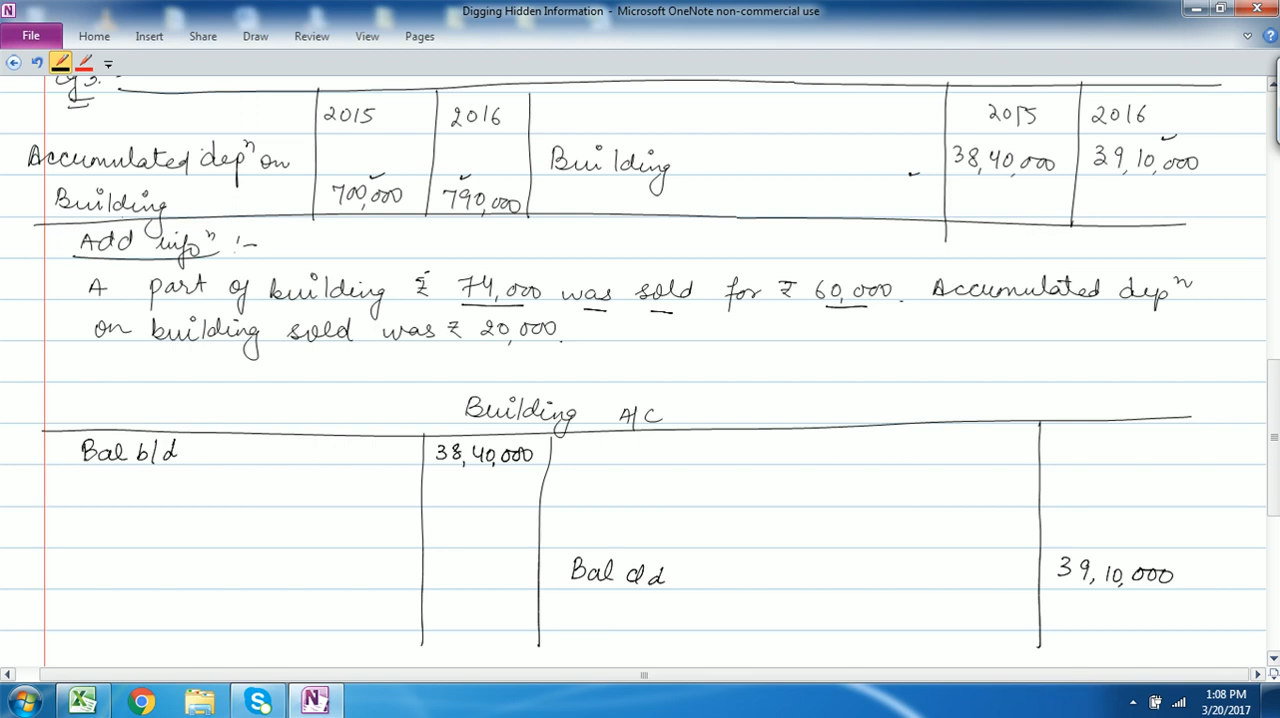 Digging Hidden Information - Microsoft OneNote non-commercial use
File Home Insert Share Draw Review View Pages
Eg 3.
2015 2016 2015 2016
Accumulated depⁿ on Building 38,40,000 39,10,000
Building 700,000 790,000
Add infoⁿ :-
A part of building ₹ 74,000 was sold for ₹ 60,000. Accumulated depⁿ
on building sold was ₹ 20,000.
Building A/C
Bal b/d 38,40,000
Bal c/d 39,10,000
1:08 PM
3/20/2017